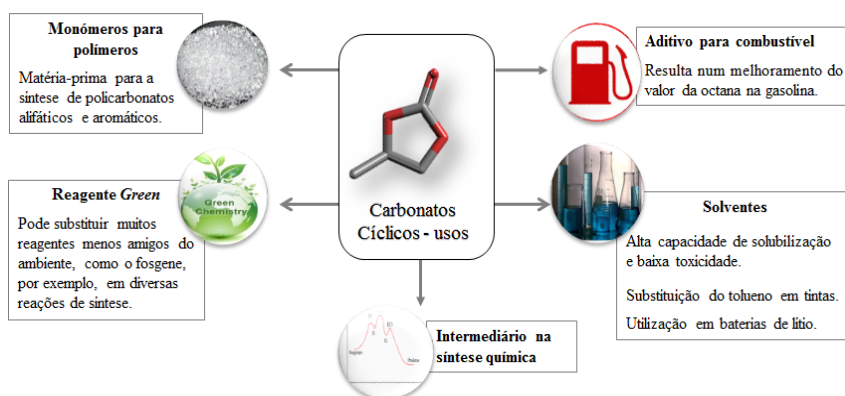 Monómeros para
polímeros
Matéria-prima para a
síntese de policarbonatos
alifáticos e aromáticos.
Aditivo para combustível
Resulta num melhoramento do
valor da octana na gasolina.
Reagente Green
Pode substituir muitos
reagentes menos amigos do
ambiente, como o fosgene,
por exemplo, em diversas
reações de síntese.
Green
Chemistry
Carbonatos
Cíclicos - usos
Solventes
Alta capacidade de solubilização
e baixa toxicidade.
Substituição do tolueno em tintas.
Utilização em baterias de lítio.
Intermediário na
síntese química